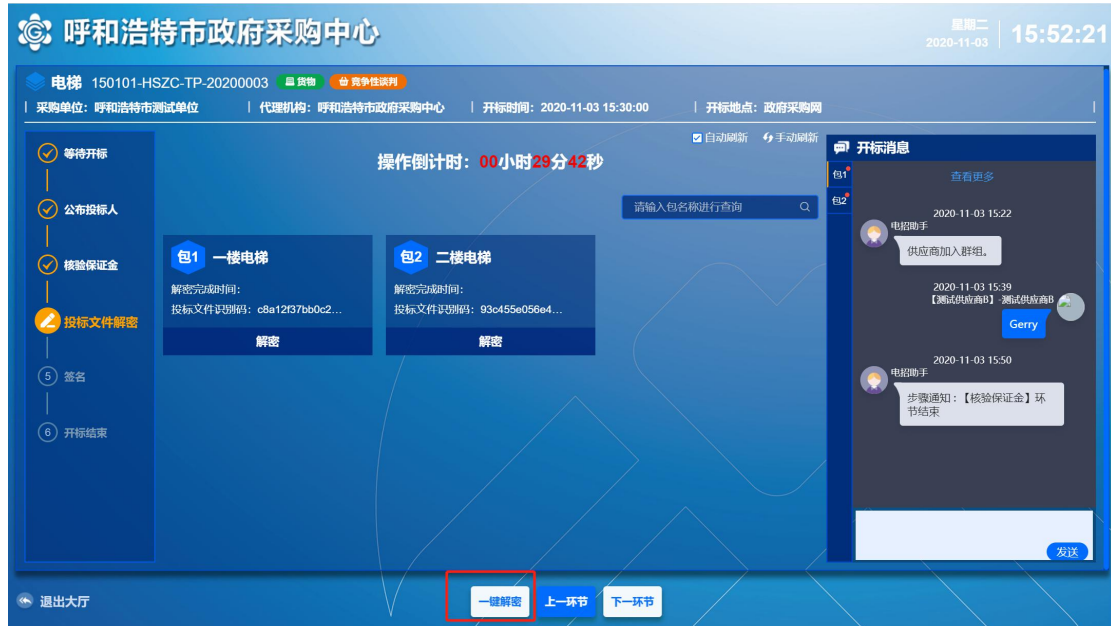 呼和浩特市政府采购中心
星期二
2020-11-03
15:52:21
电梯 150101-HSZC-TP-20200003 货物 竞争性谈判
采购单位：呼和浩特市测试单位 代理机构：呼和浩特市政府采购中心 开标时间：2020-11-03 15:30:00 开标地点：政府采购网
等待开标
公布投标人
核验保证金
投标文件解密
5 签名
6 开标结束
自动刷新 手动刷新
操作倒计时：00小时29分42秒
请输入包名称进行查询
包1 一楼电梯
解密完成时间：
投标文件识别码：c8a12f37bb0c2...
解密
包2 二楼电梯
解密完成时间：
投标文件识别码：93c455e056e4...
解密
开标消息
包1
包2
查看更多
2020-11-03 15:22
电招助手
供应商加入群组。
2020-11-03 15:39
【测试供应商B】-测试供应商B
Gerry
2020-11-03 15:50
电招助手
步骤通知：【核验保证金】环
节结束
发送
退出大厅
一键解密 上一环节 下一环节